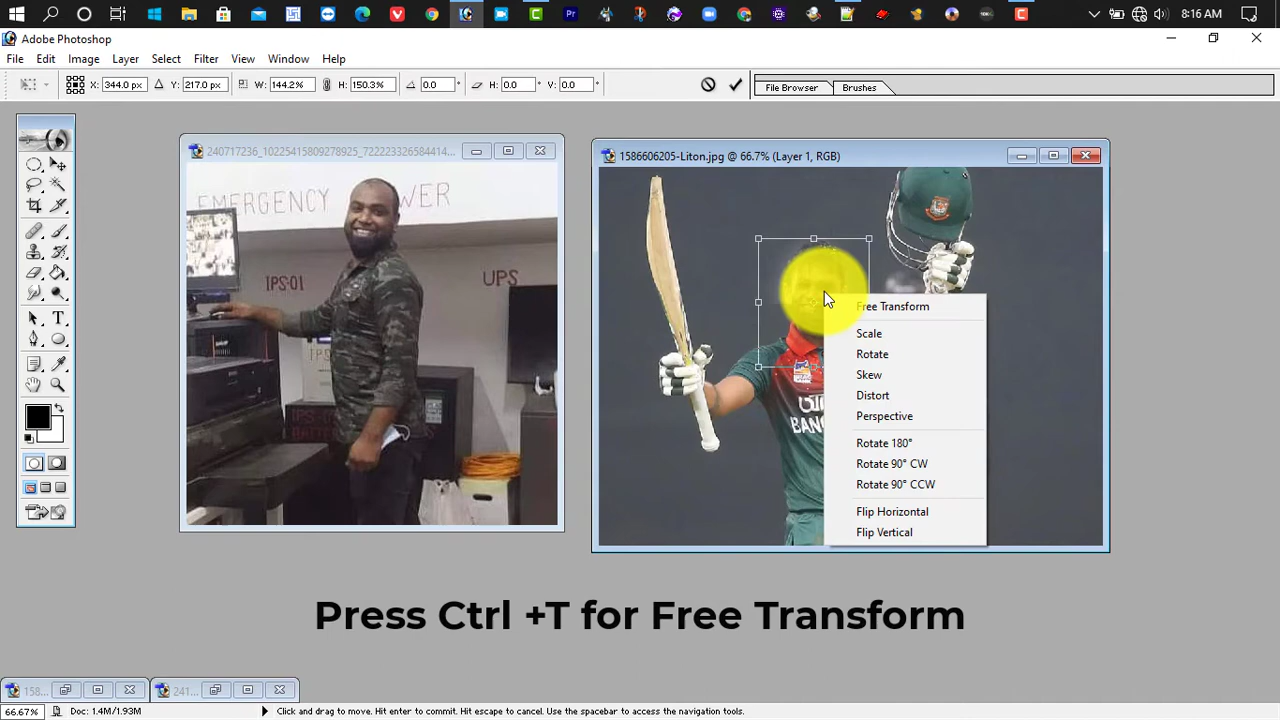 8:16 AM
Adobe Photoshop
File Edit Image Layer Select Filter View Window Help
X: 344.0 px Y: 217.0 px W: 144.2% H: 150.3% 0.0 ° H: 0.0 ° V: 0.0 °
File Browser Brushes
240717236_10225415809278925_722223326584414...
1586606205-Liton.jpg @ 66.7% (Layer 1, RGB)
EMERGENCY POWER
IPS-01
UPS
BANG
Free Transform
Scale
Rotate
Skew
Distort
Perspective
Rotate 180°
Rotate 90° CW
Rotate 90° CCW
Flip Horizontal
Flip Vertical
Press Ctrl +T for Free Transform
158... 241...
66.67% Doc: 1.4M/1.93M Click and drag to move. Hit enter to commit. Hit escape to cancel. Use the spacebar to access the navigation tools.